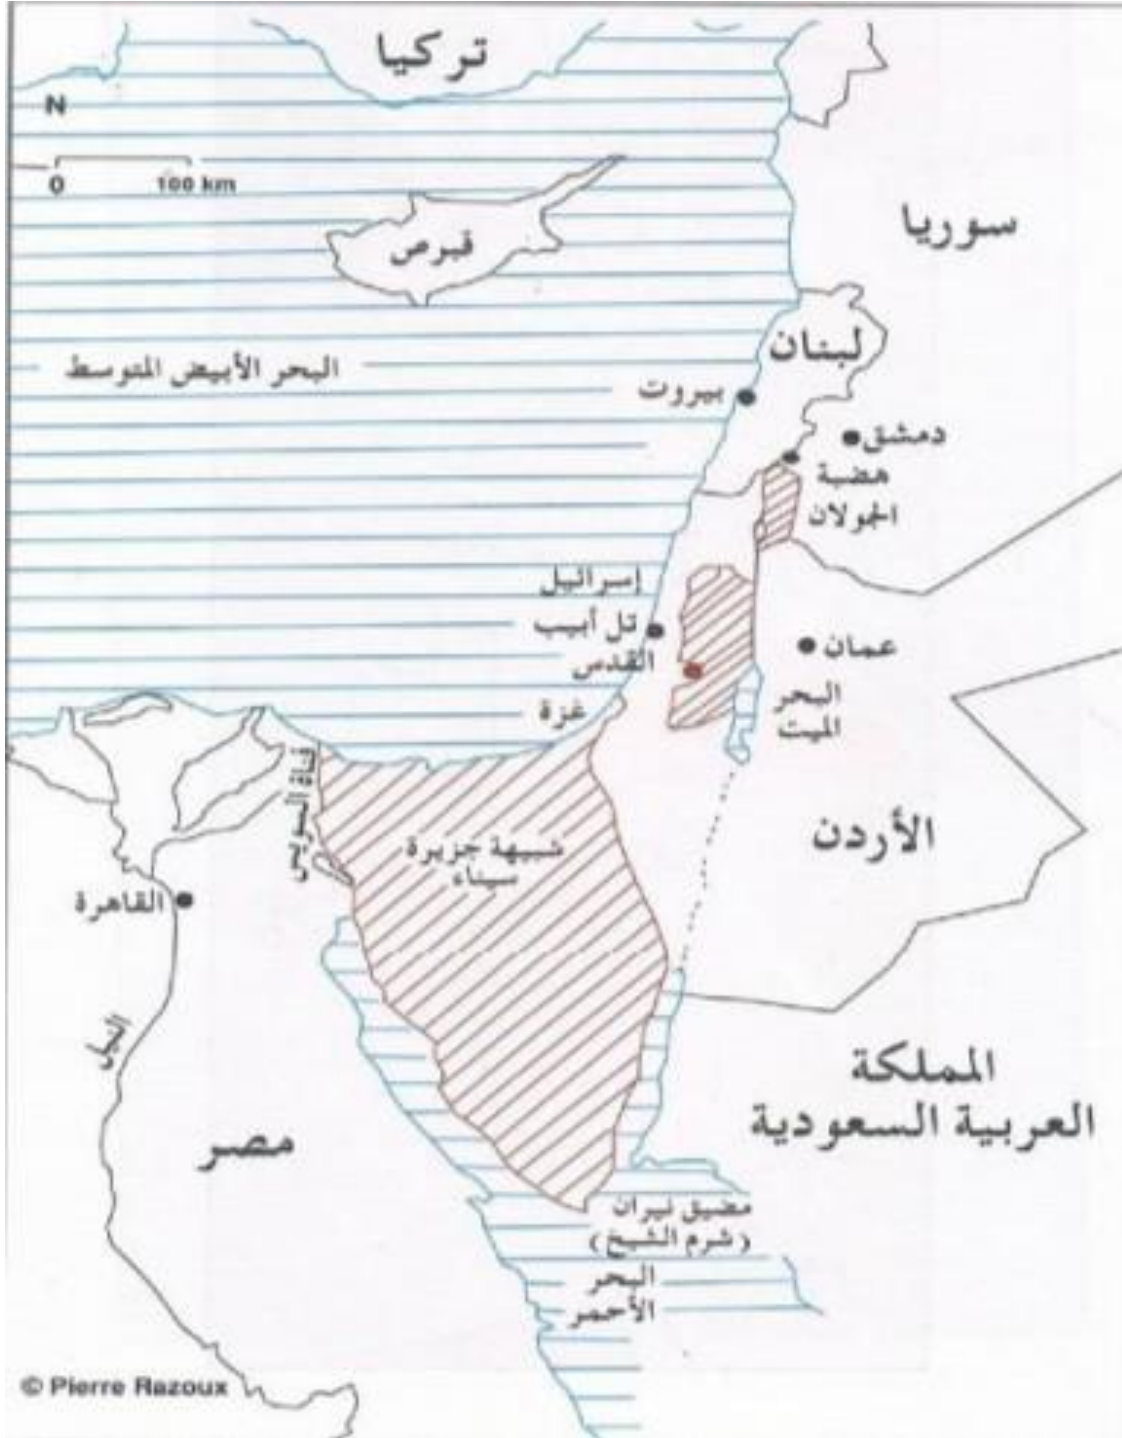 تركيا
N
0 100 km
سوريا
قبرص
لبنان
البحر الأبيض المتوسط
بيروت
دمشق
هضبة
الجولان
إسرائيل
تل أبيب
عمان
القدس
البحر
الميت
غزة
قناة السويس
الأردن
شبيهة جزيرة
سيناء
القاهرة
النيل
المملكة
العربية السعودية
مصر
مضيق نيران
(شرم الشيخ)
البحر
الأحمر
© Pierre Razoux